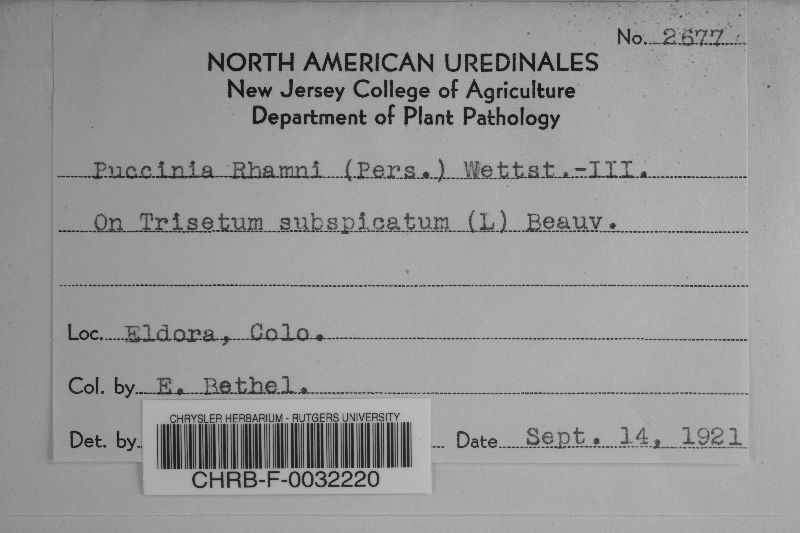 No. 2677
NORTH AMERICAN UREDINALES
New Jersey College of Agriculture
Department of Plant Pathology
Puccinia Rhamni (Pers.) Wettst.-III.
On Trisetum subspicatum (L) Beauv.
Loc. Eldora, Colo.
Col. by E. Bethel.
Det. by Date Sept. 14, 1921
CHRYSLER HERBARIUM - RUTGERS UNIVERSITY
CHRB-F-0032220